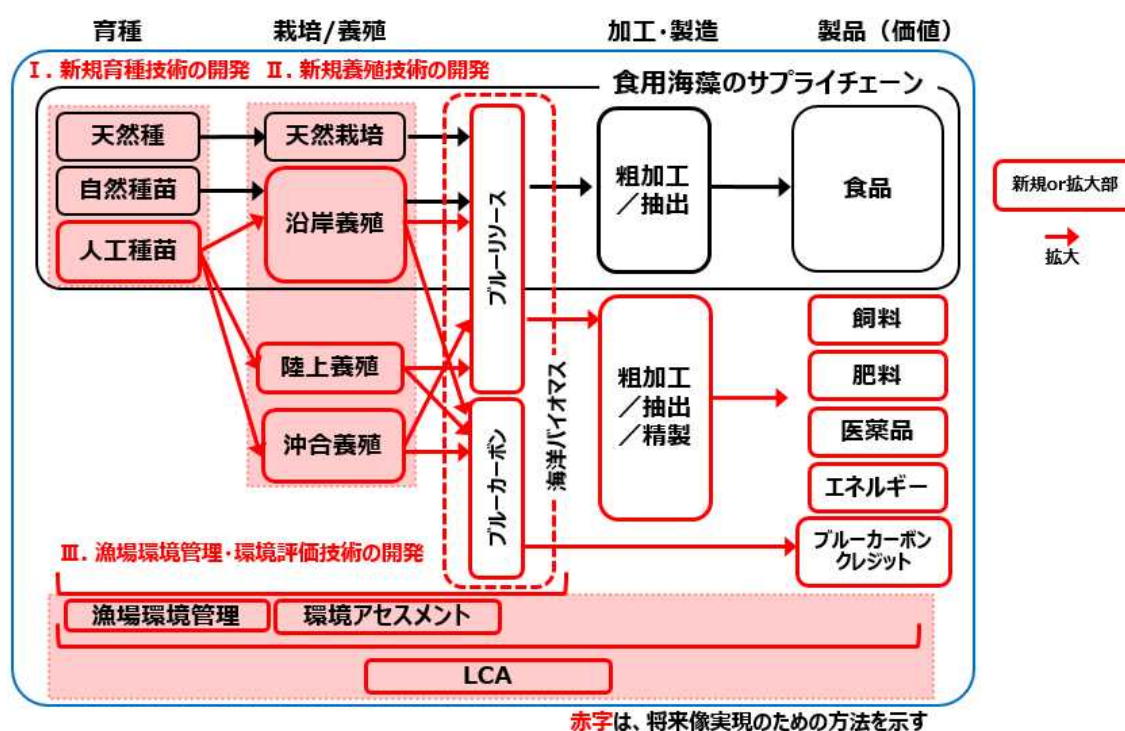 育種
栽培/養殖
加工・製造
製品（価値）
Ⅰ. 新規育種技術の開発
Ⅱ. 新規養殖技術の開発
食用海藻のサプライチェーン
天然種
天然栽培
自然種苗
沿岸養殖
人工種苗
ブルーリソース
粗加工
／抽出
食品
新規or拡大部
拡大
陸上養殖
沖合養殖
ブルーカーボン
海洋バイオマス
粗加工
／抽出
／精製
飼料
肥料
医薬品
エネルギー
ブルーカーボン
クレジット
Ⅲ. 漁場環境管理・環境評価技術の開発
漁場環境管理
環境アセスメント
LCA
赤字は、将来像実現のための方法を示す